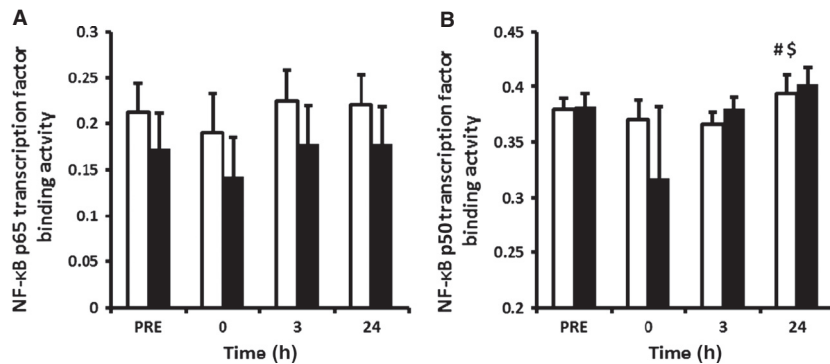 A
NF-κB p65 transcription factor
binding actvity
0.3
0.25
0.2
0.15
0.1
0.05
0
PRE
0
3
24
Time (h)
B
NF-κB p50 transcription factor
binding actvity
0.45
0.4
0.35
0.3
0.25
0.2
# $
PRE
0
3
24
Time (h)